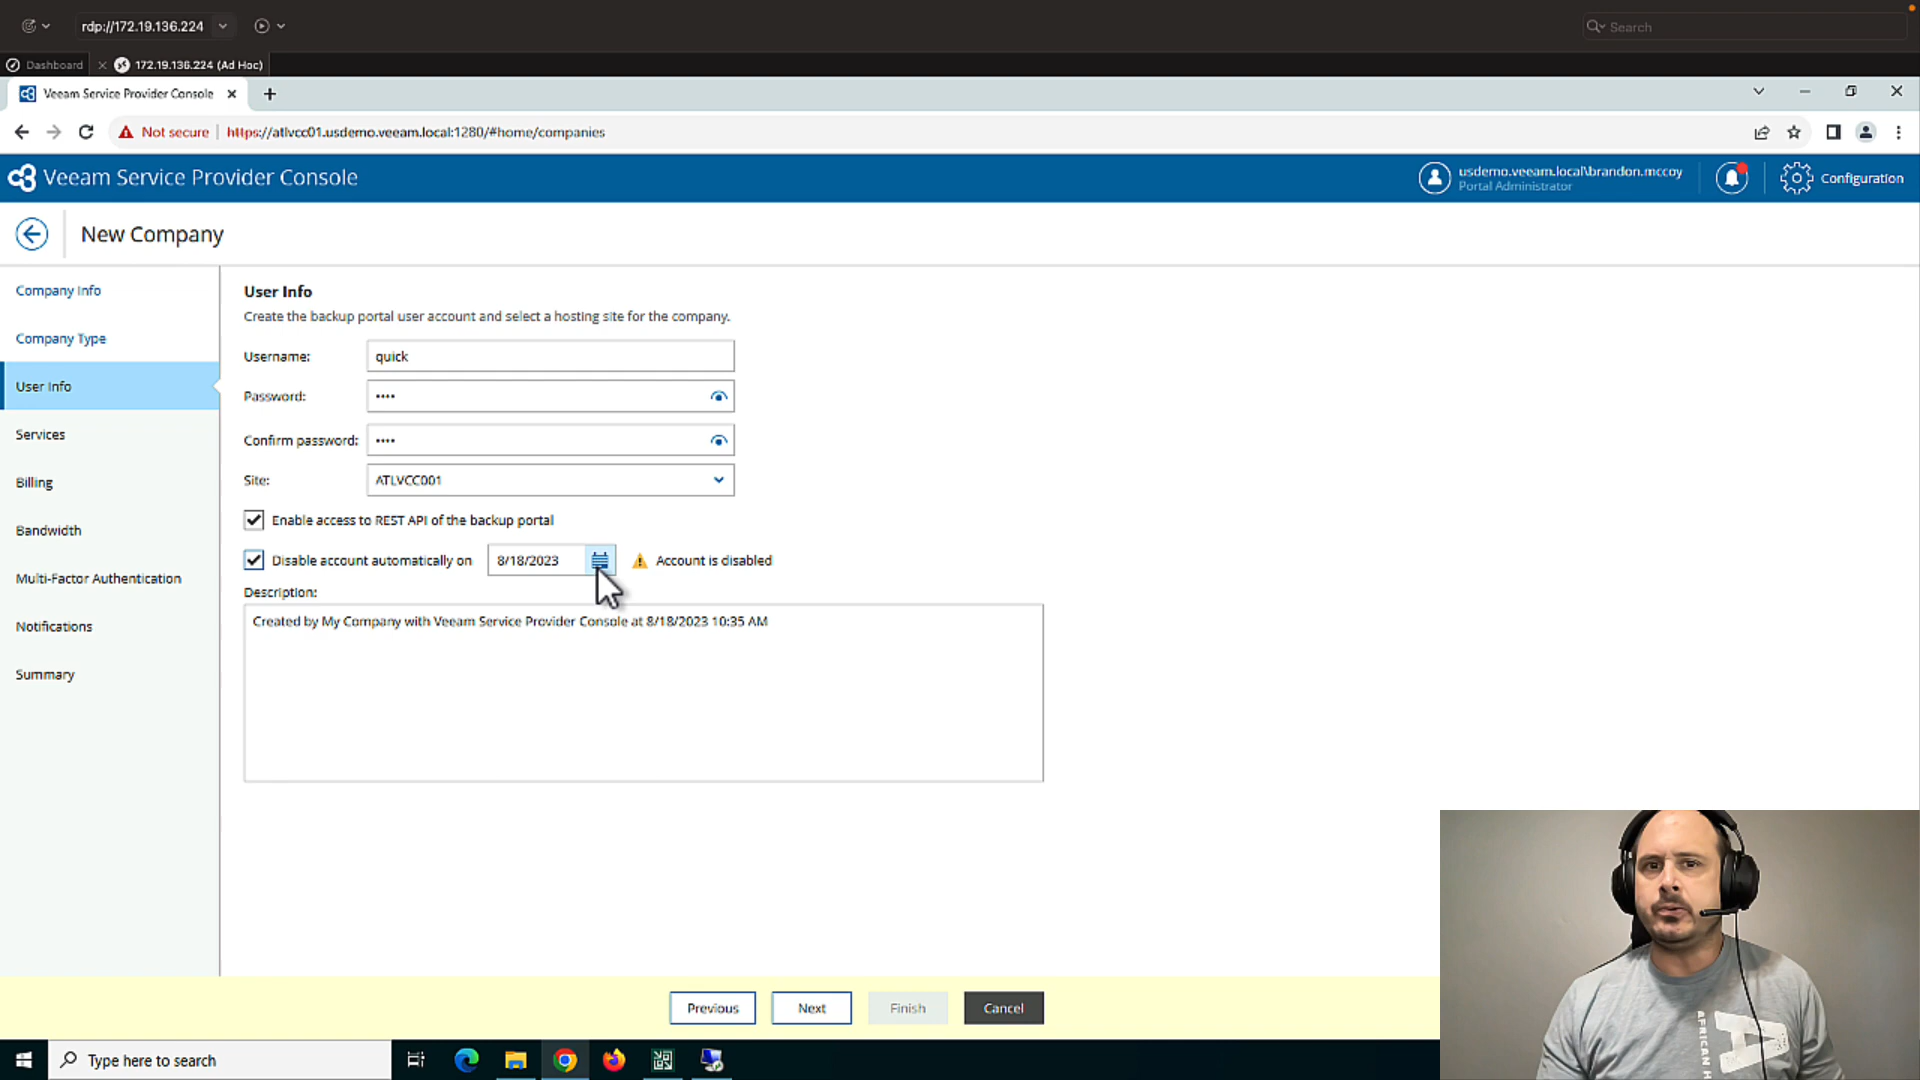 rdp://172.19.136.224
Search
Dashboard
172.19.136.224 (Ad Hoc)
Veeam Service Provider Console
Not secure
https://atlvcc01.usdemo.veeam.local:1280/#home/companies
Veeam Service Provider Console
usdemo.veeam.local\brandon.mccoy
Portal Administrator
Configuration
New Company
Company Info
Company Type
User Info
Services
Billing
Bandwidth
Multi-Factor Authentication
Notifications
Summary
User Info
Create the backup portal user account and select a hosting site for the company.
Username:
quick
Password:
••••
Confirm password:
••••
Site:
ATLVCC001
Enable access to REST API of the backup portal
Disable account automatically on
8/18/2023
Account is disabled
Description:
Created by My Company with Veeam Service Provider Console at 8/18/2023 10:35 AM
Previous
Next
Finish
Cancel
Type here to search
AFRICAN H
A